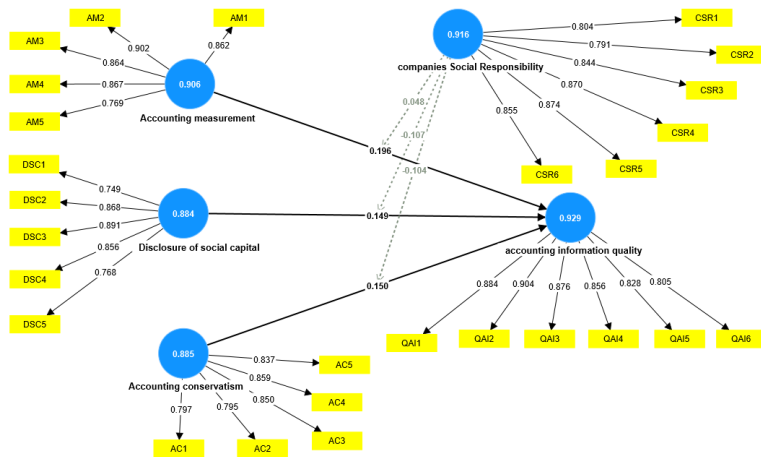 AM2
AM1
AM3
AM4
AM5
0.902
0.862
0.864
0.867
0.769
0.906
Accounting measurement
0.916
companies Social Responsibility
CSR1
CSR2
CSR3
CSR4
CSR5
CSR6
0.804
0.791
0.844
0.870
0.874
0.855
0.048
-0.107
-0.104
0.196
0.149
0.150
DSC1
DSC2
DSC3
DSC4
DSC5
0.749
0.868
0.891
0.856
0.768
0.884
Disclosure of social capital
0.929
accounting information quality
0.884
0.904
0.876
0.856
0.828
0.805
QAI1
QAI2
QAI3
QAI4
QAI5
QAI6
0.885
Accounting conservatism
0.837
0.859
0.850
0.795
0.797
AC5
AC4
AC3
AC2
AC1